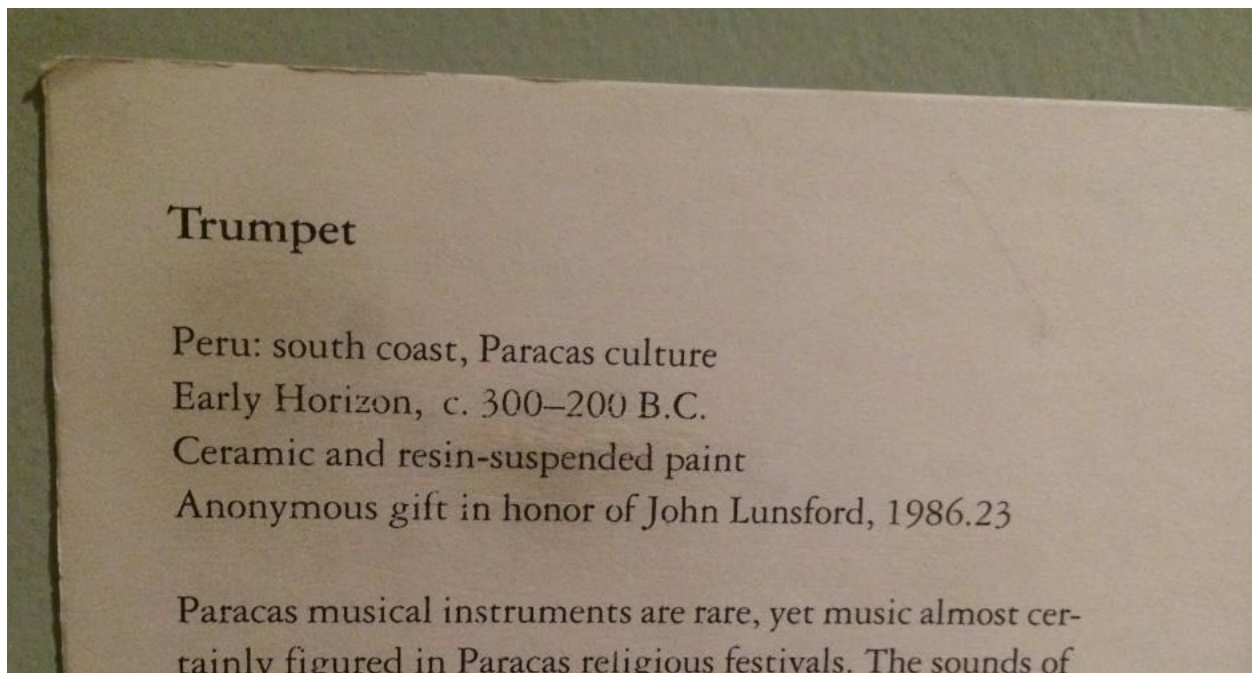 Trumpet
Peru: south coast, Paracas culture
Early Horizon, c. 300–200 B.C.
Ceramic and resin-suspended paint
Anonymous gift in honor of John Lunsford, 1986.23
Paracas musical instruments are rare, yet music almost cer-
tainly figured in Paracas religious festivals. The sounds of